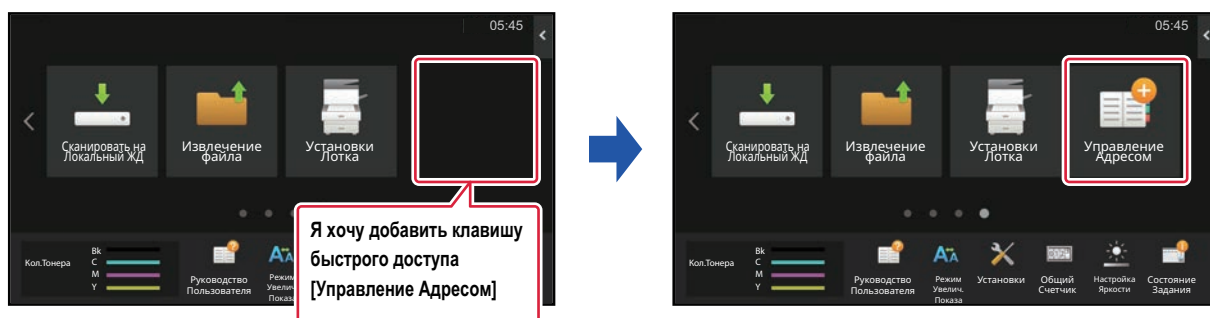 05:45
Сканировать на
Локальный ЖД
Извлечение
файла
Установки
Лотка
Я хочу добавить клавишу
быстрого доступа
[Управление Адресом]
Кол.Тонера
Bk
C
M
Y
Руководство
Пользователя
Режим
Увелич.
Показа
05:45
Сканировать на
Локальный ЖД
Извлечение
файла
Установки
Лотка
Управление
Адресом
Кол.Тонера
Bk
C
M
Y
Руководство
Пользователя
Режим
Увелич.
Показа
Установки
Общий
Счетчик
Настройка
Яркости
Состояние
Задания